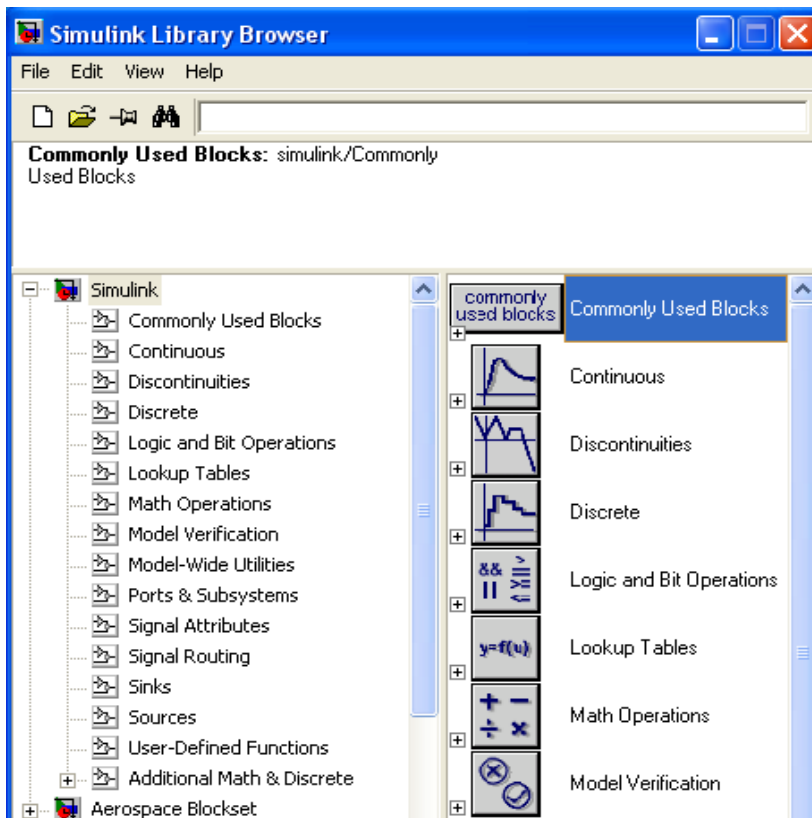 Simulink Library Browser
File Edit View Help
Commonly Used Blocks: simulink/Commonly
Used Blocks
Simulink
Commonly Used Blocks
Continuous
Discontinuities
Discrete
Logic and Bit Operations
Lookup Tables
Math Operations
Model Verification
Model-Wide Utilities
Ports & Subsystems
Signal Attributes
Signal Routing
Sinks
Sources
User-Defined Functions
Additional Math & Discrete
Aerospace Blockset
commonly
used blocks
Commonly Used Blocks
Continuous
Discontinuities
Discrete
&& >
|| >=
<=
Logic and Bit Operations
y=f(u)
Lookup Tables
+ −
÷ ×
Math Operations
Model Verification